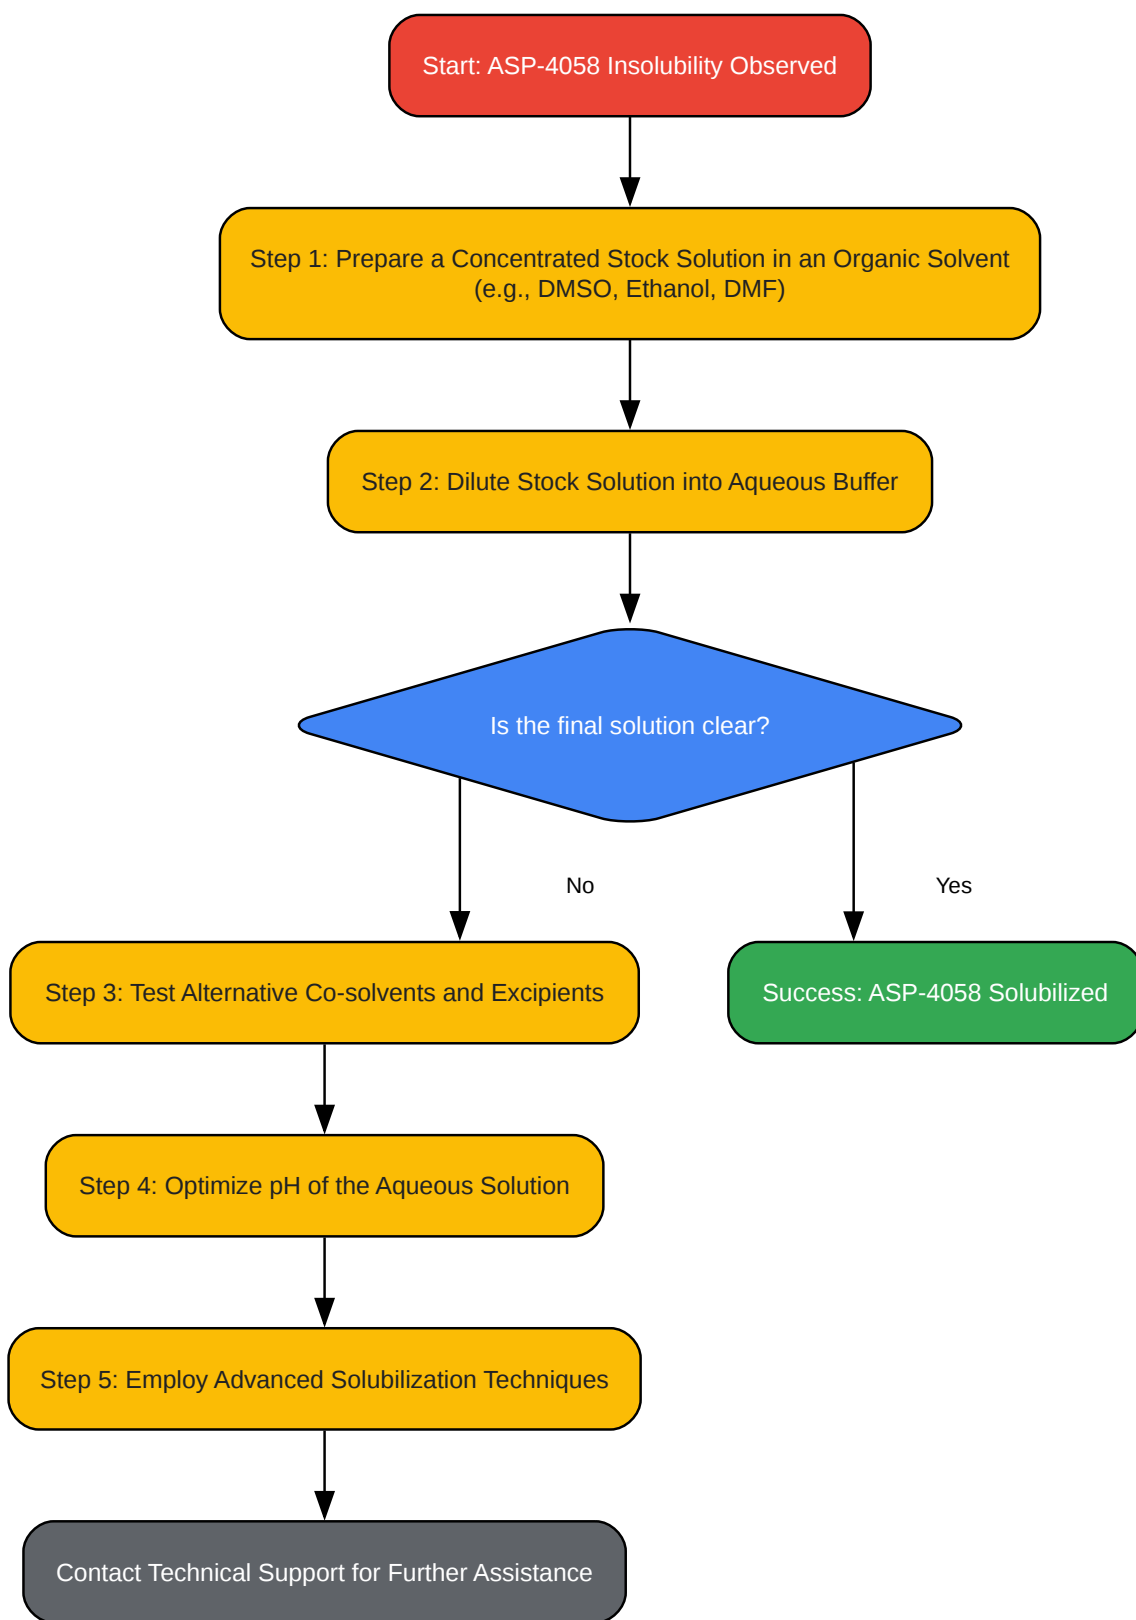 Start: ASP-4058 Insolubility Observed
Step 1: Prepare a Concentrated Stock Solution in an Organic Solvent
(e.g., DMSO, Ethanol, DMF)
Step 2: Dilute Stock Solution into Aqueous Buffer
Is the final solution clear?
No
Yes
Step 3: Test Alternative Co-solvents and Excipients
Success: ASP-4058 Solubilized
Step 4: Optimize pH of the Aqueous Solution
Step 5: Employ Advanced Solubilization Techniques
Contact Technical Support for Further Assistance